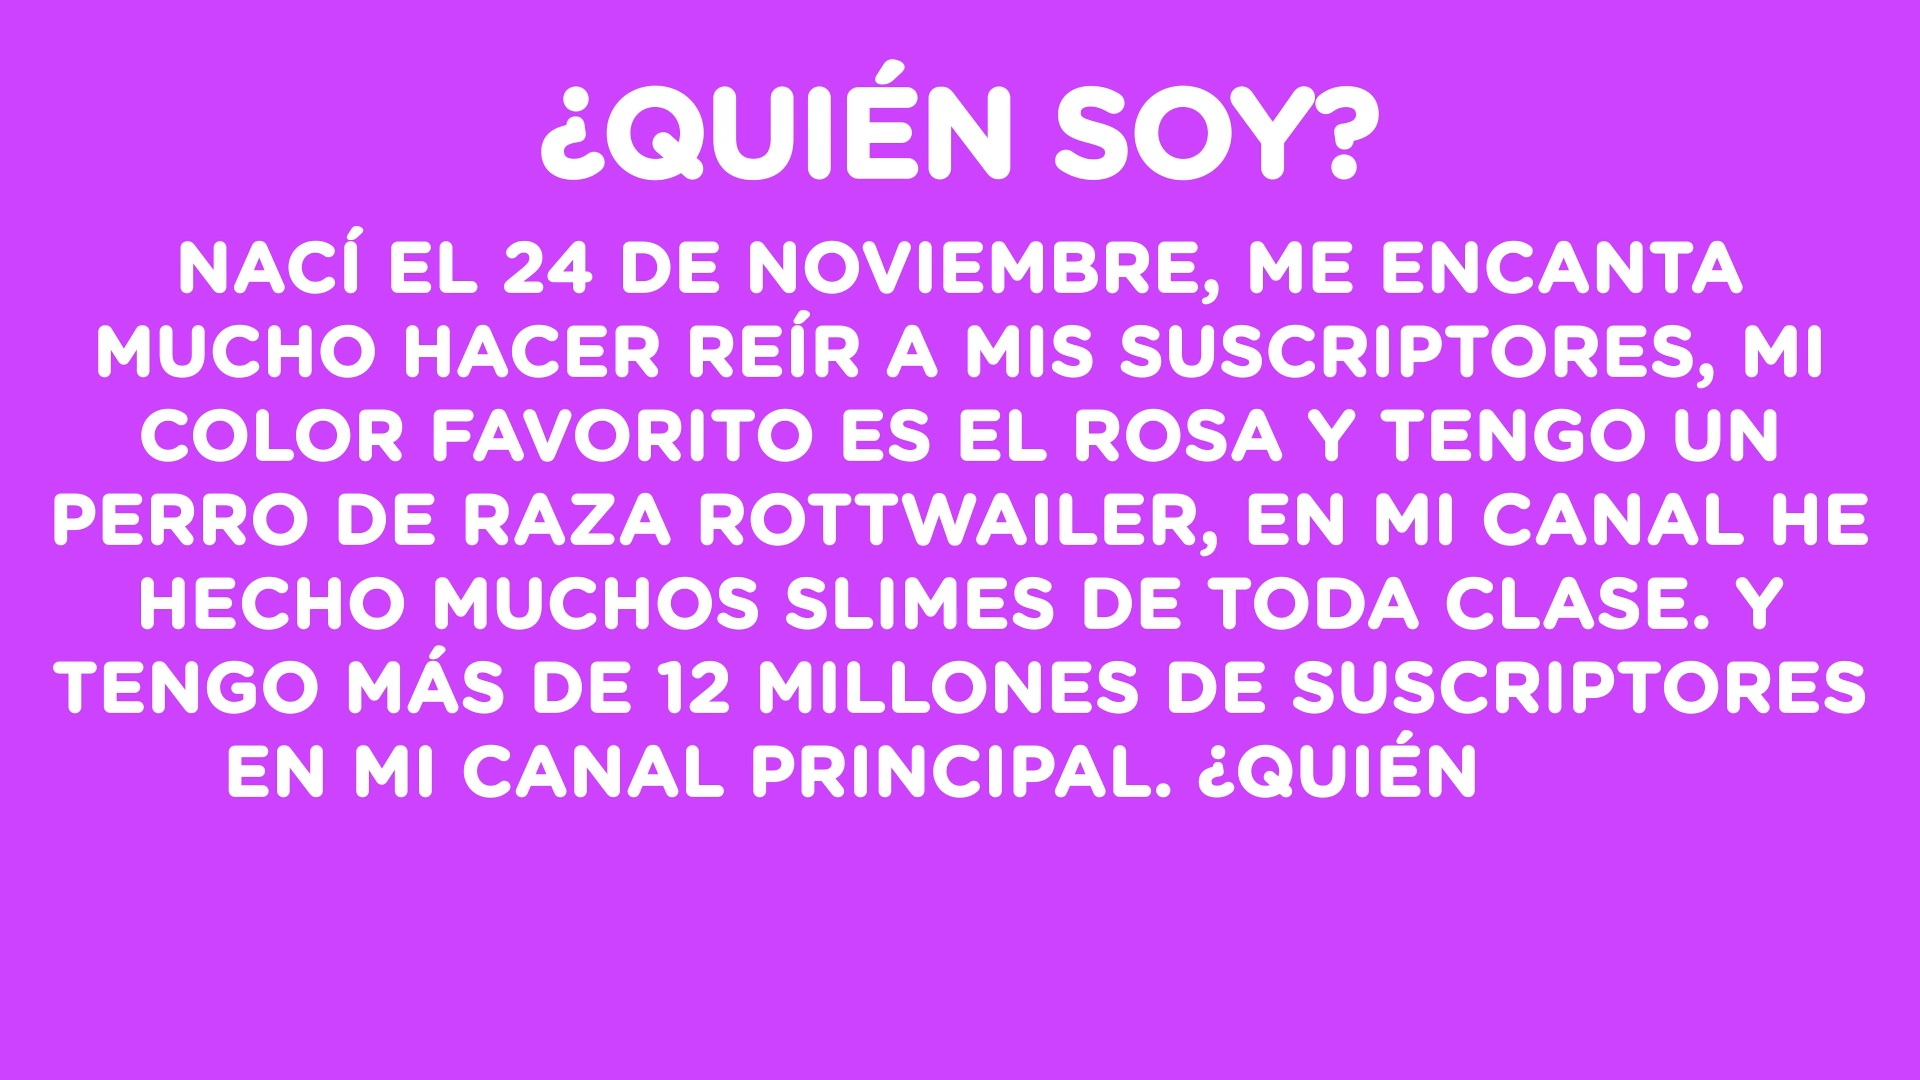 ¿QUIÉN SOY?
NACÍ EL 24 DE NOVIEMBRE, ME ENCANTA
MUCHO HACER REÍR A MIS SUSCRIPTORES, MI
COLOR FAVORITO ES EL ROSA Y TENGO UN
PERRO DE RAZA ROTTWAILER, EN MI CANAL HE
HECHO MUCHOS SLIMES DE TODA CLASE. Y
TENGO MÁS DE 12 MILLONES DE SUSCRIPTORES
EN MI CANAL PRINCIPAL. ¿QUIÉN